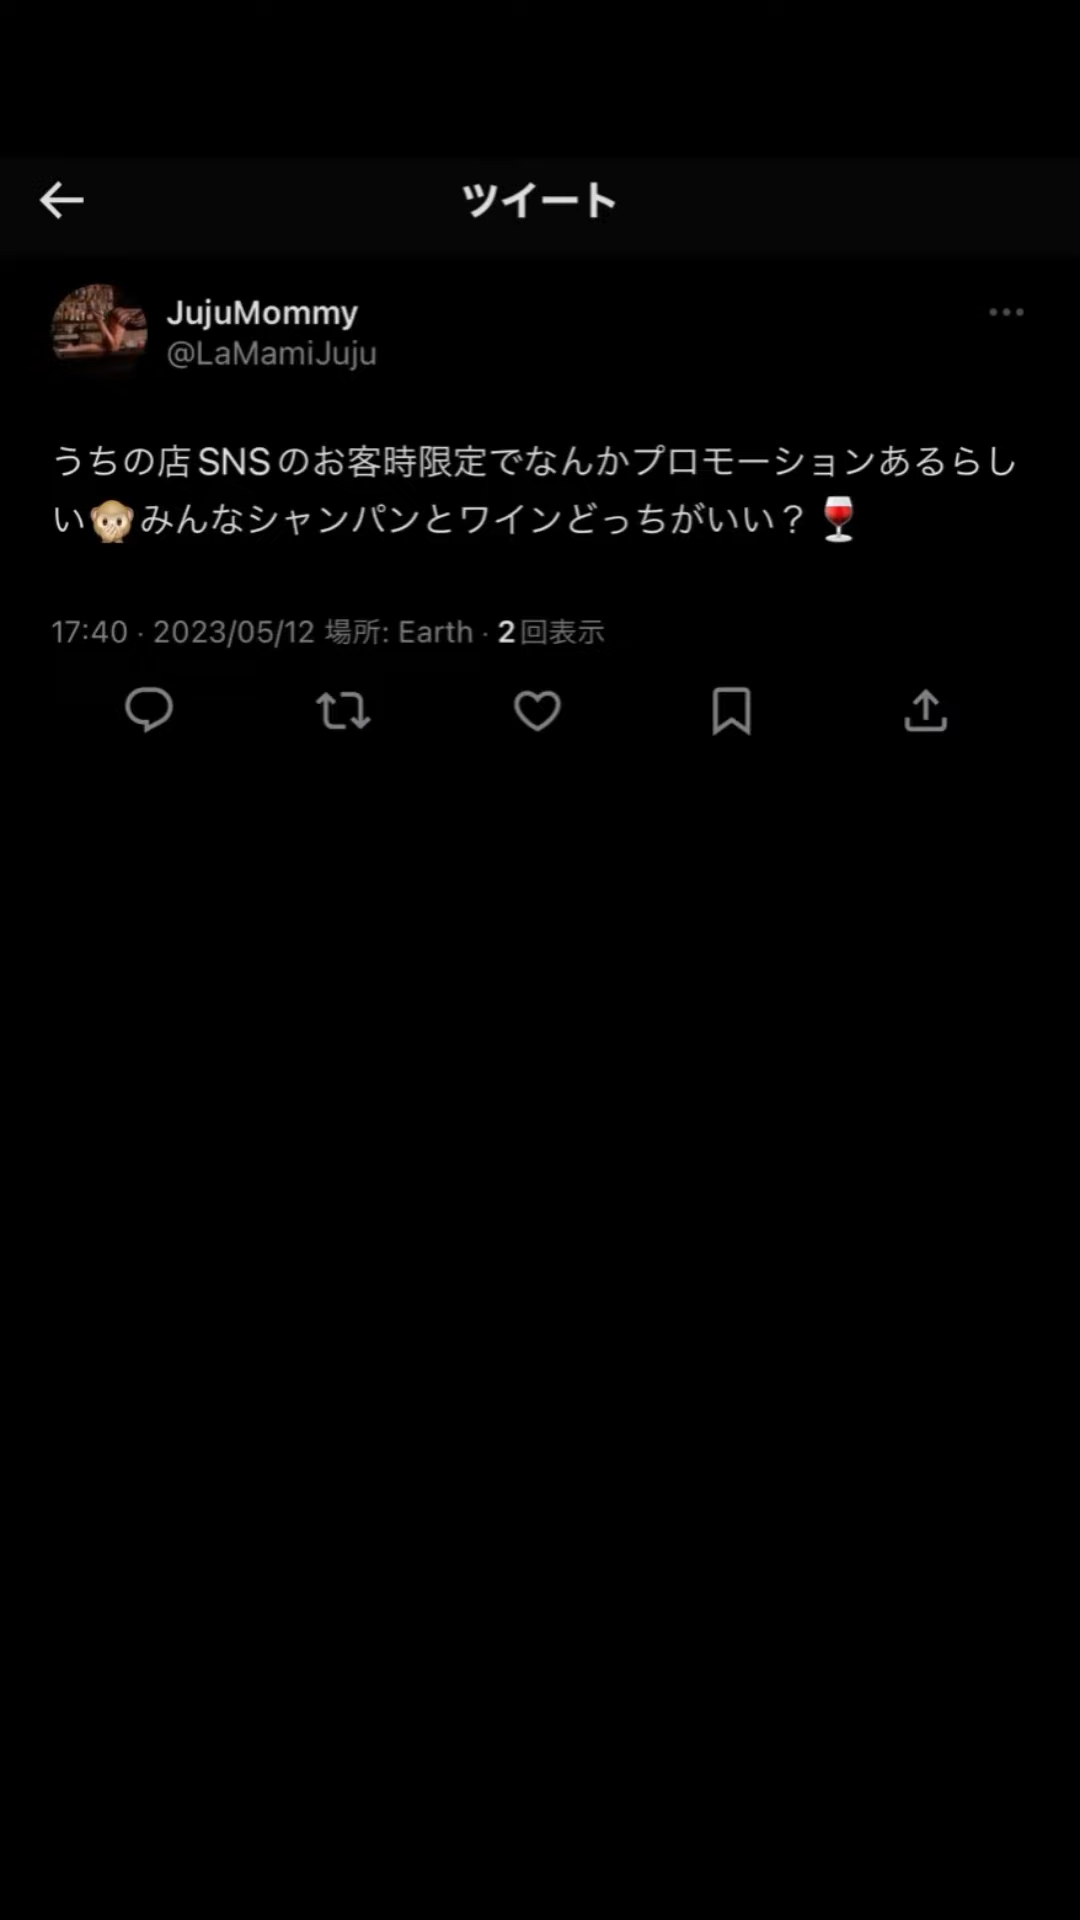 ツイート
JujuMommy
@LaMamiJuju
うちの店SNSのお客時限定でなんかプロモーションあるらし
い🙊みんなシャンパンとワインどっちがいい？🍷
17:40 · 2023/05/12 場所: Earth · 2回表示